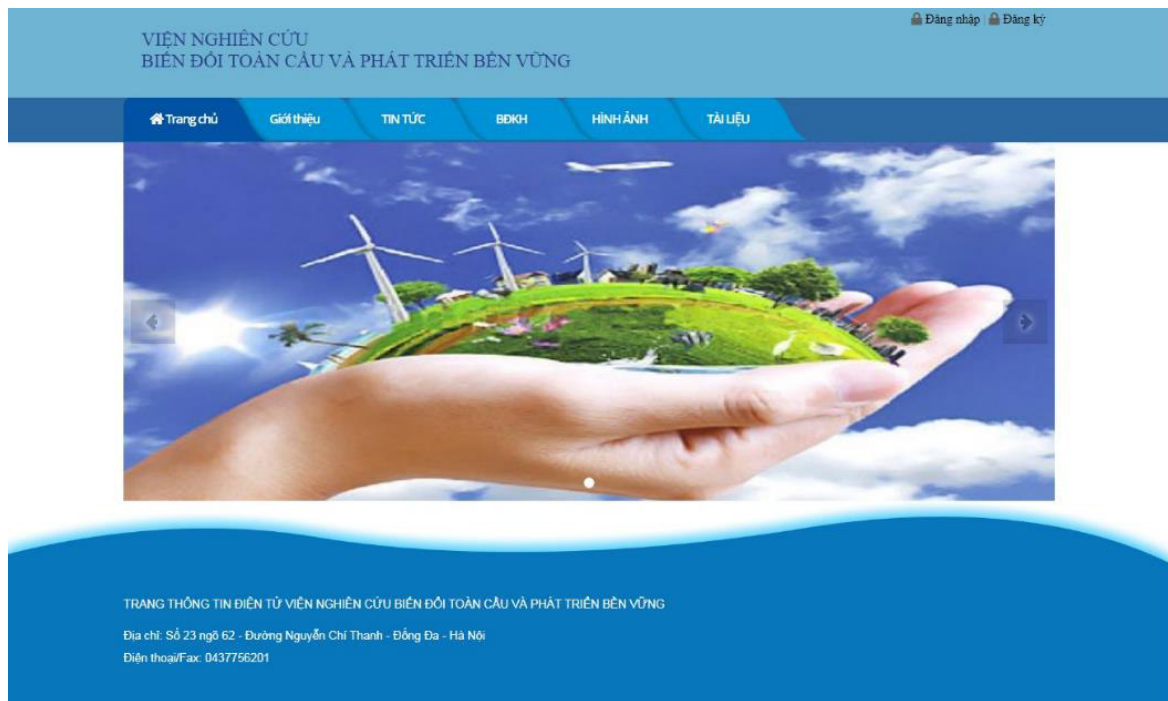 Đăng nhập | Đăng ký
VIỆN NGHIÊN CỨU
BIẾN ĐỔI TOÀN CẦU VÀ PHÁT TRIỂN BỀN VỮNG
Trang chủ Giới thiệu TIN TỨC BĐKH HÌNH ẢNH TÀI LIỆU
TRANG THÔNG TIN ĐIỆN TỬ VIỆN NGHIÊN CỨU BIẾN ĐỔI TOÀN CẦU VÀ PHÁT TRIỂN BỀN VỮNG
Địa chỉ: Số 23 ngõ 62 - Đường Nguyễn Chí Thanh - Đống Đa - Hà Nội
Điện thoại/Fax: 0437756201